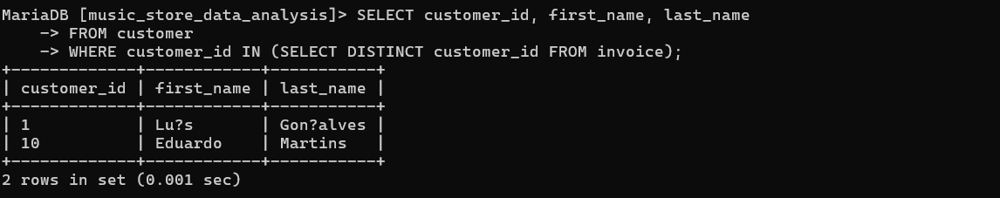 MariaDB [music_store_data_analysis]> SELECT customer_id, first_name, last_name
    -> FROM customer
    -> WHERE customer_id IN (SELECT DISTINCT customer_id FROM invoice);
+-------------+------------+-----------+
| customer_id | first_name | last_name |
+-------------+------------+-----------+
| 1           | Lu?s       | Gon?alves |
| 10          | Eduardo    | Martins   |
+-------------+------------+-----------+
2 rows in set (0.001 sec)